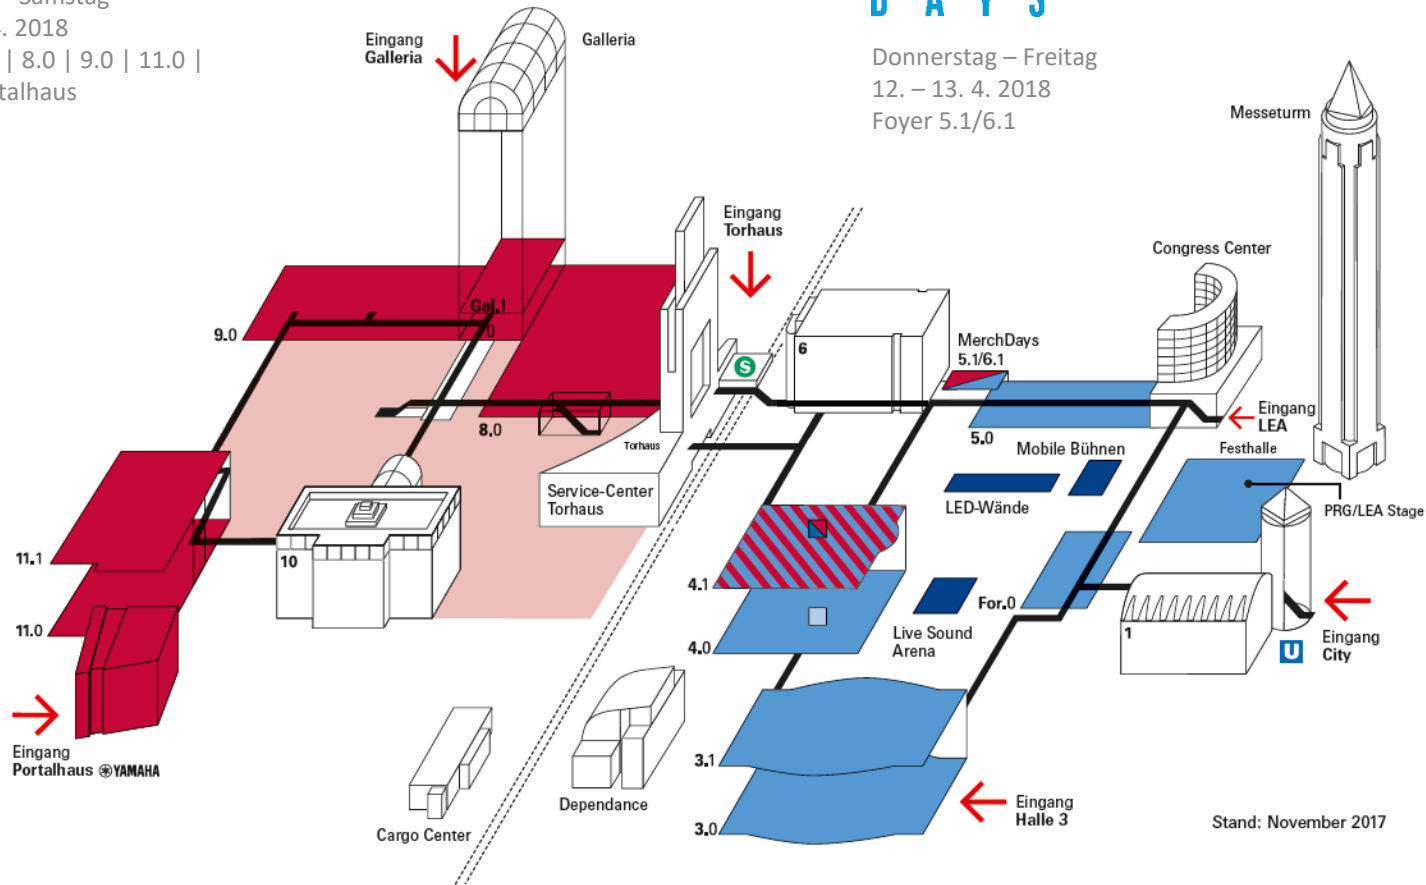 Samstag
. 2018
| 8.0 | 9.0 | 11.0 |
talhaus
D A Y S
Donnerstag – Freitag
12. – 13. 4. 2018
Foyer 5.1/6.1
Eingang
Galleria
Galleria
Messeturm
Eingang
Torhaus
Congress Center
Gal.1
0
9.0
S
6
MerchDays
5.1/6.1
8.0
Torhaus
5.0
Eingang
LEA
Mobile Bühnen
Festhalle
Service-Center
Torhaus
LED-Wände
PRG/LEA Stage
11.1
10
4.1
For.0
11.0
4.0
Live Sound
Arena
1
U
Eingang
City
Eingang
Portalhaus YAMAHA
3.1
Dependance
Cargo Center
3.0
Eingang
Halle 3
Stand: November 2017